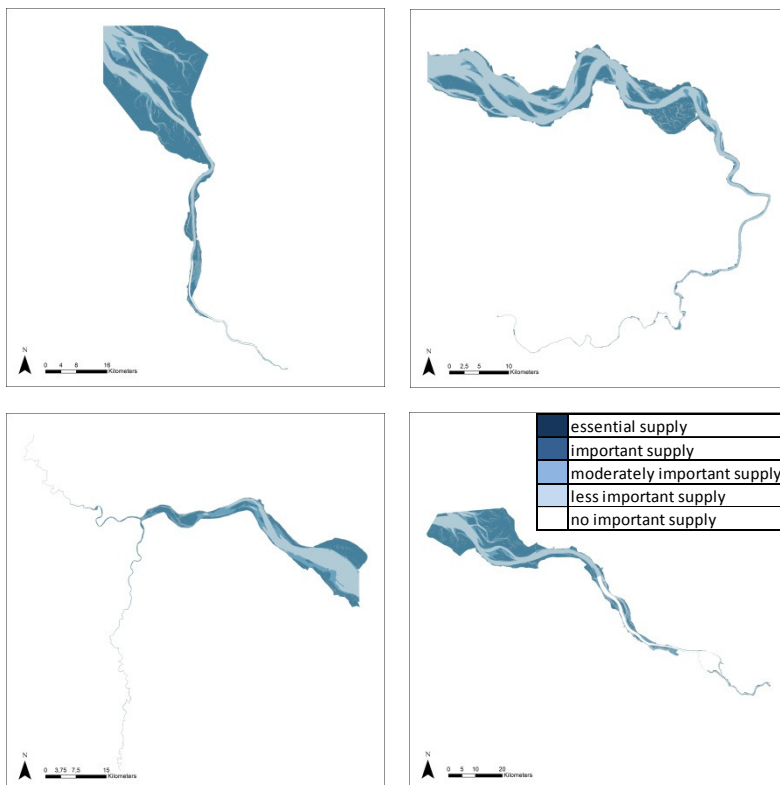 N
0 4 8 16
Kilometers
N
0 2,5 5 10
Kilometers
essential supply
important supply
moderately important supply
less important supply
no important supply
N
0 3,75 7,5 15
Kilometers
N
0 5 10 20
Kilometers